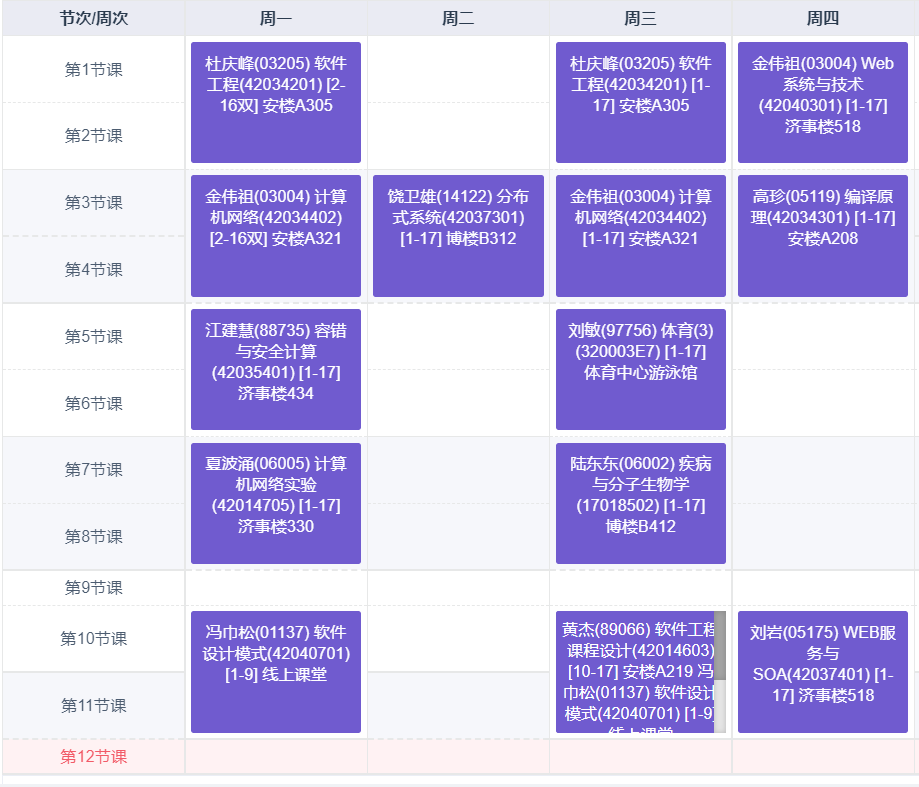 节次/周次 周一 周二 周三 周四
第1节课
第2节课
杜庆峰(03205) 软件
工程(42034201) [2-
16双] 安楼A305
杜庆峰(03205) 软件
工程(42034201) [1-
17] 安楼A305
金伟祖(03004) Web
系统与技术
(42040301) [1-17]
济事楼518
第3节课
第4节课
金伟祖(03004) 计算
机网络(42034402)
[2-16双] 安楼A321
饶卫雄(14122) 分布
式系统(42037301)
[1-17] 博楼B312
金伟祖(03004) 计算
机网络(42034402)
[1-17] 安楼A321
高珍(05119) 编译原
理(42034301) [1-17]
安楼A208
第5节课
第6节课
江建慧(88735) 容错
与安全计算
(42035401) [1-17]
济事楼434
刘敏(97756) 体育(3)
(320003E7) [1-17]
体育中心游泳馆
第7节课
第8节课
夏波涌(06005) 计算
机网络实验
(42014705) [1-17]
济事楼330
陆东东(06002) 疾病
与分子生物学
(17018502) [1-17]
博楼B412
第9节课
第10节课
第11节课
冯巾松(01137) 软件
设计模式(42040701)
[1-9] 线上课堂
黄杰(89066) 软件工程
课程设计(42014603)
[10-17] 安楼A219 冯
巾松(01137) 软件设计
模式(42040701) [1-9]
线上课堂
刘岩(05175) WEB服
务与
SOA(42037401) [1-
17] 济事楼518
第12节课